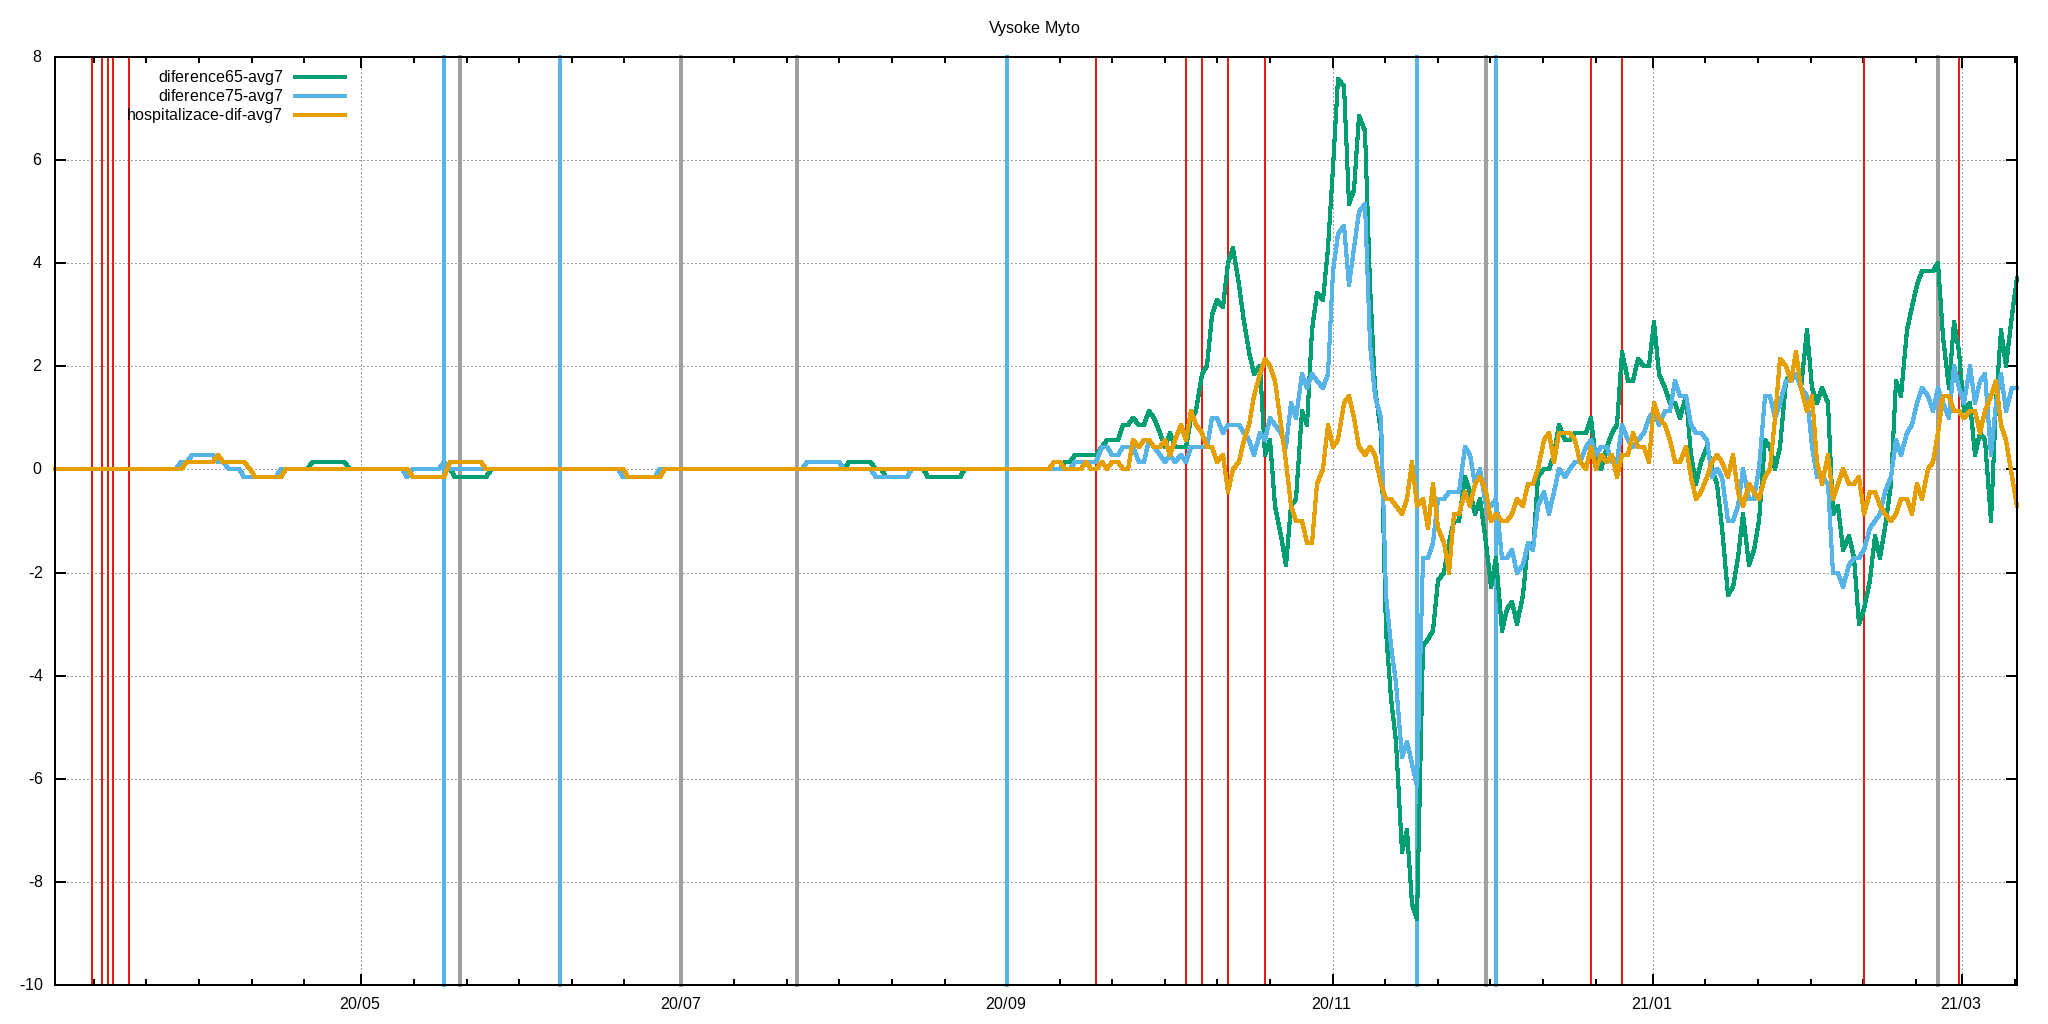 Vysoke Myto
diference65-avg7
diference75-avg7
hospitalizace-dif-avg7
8
6
4
2
0
-2
-4
-6
-8
-10
20/05 20/07 20/09 20/11 21/01 21/03